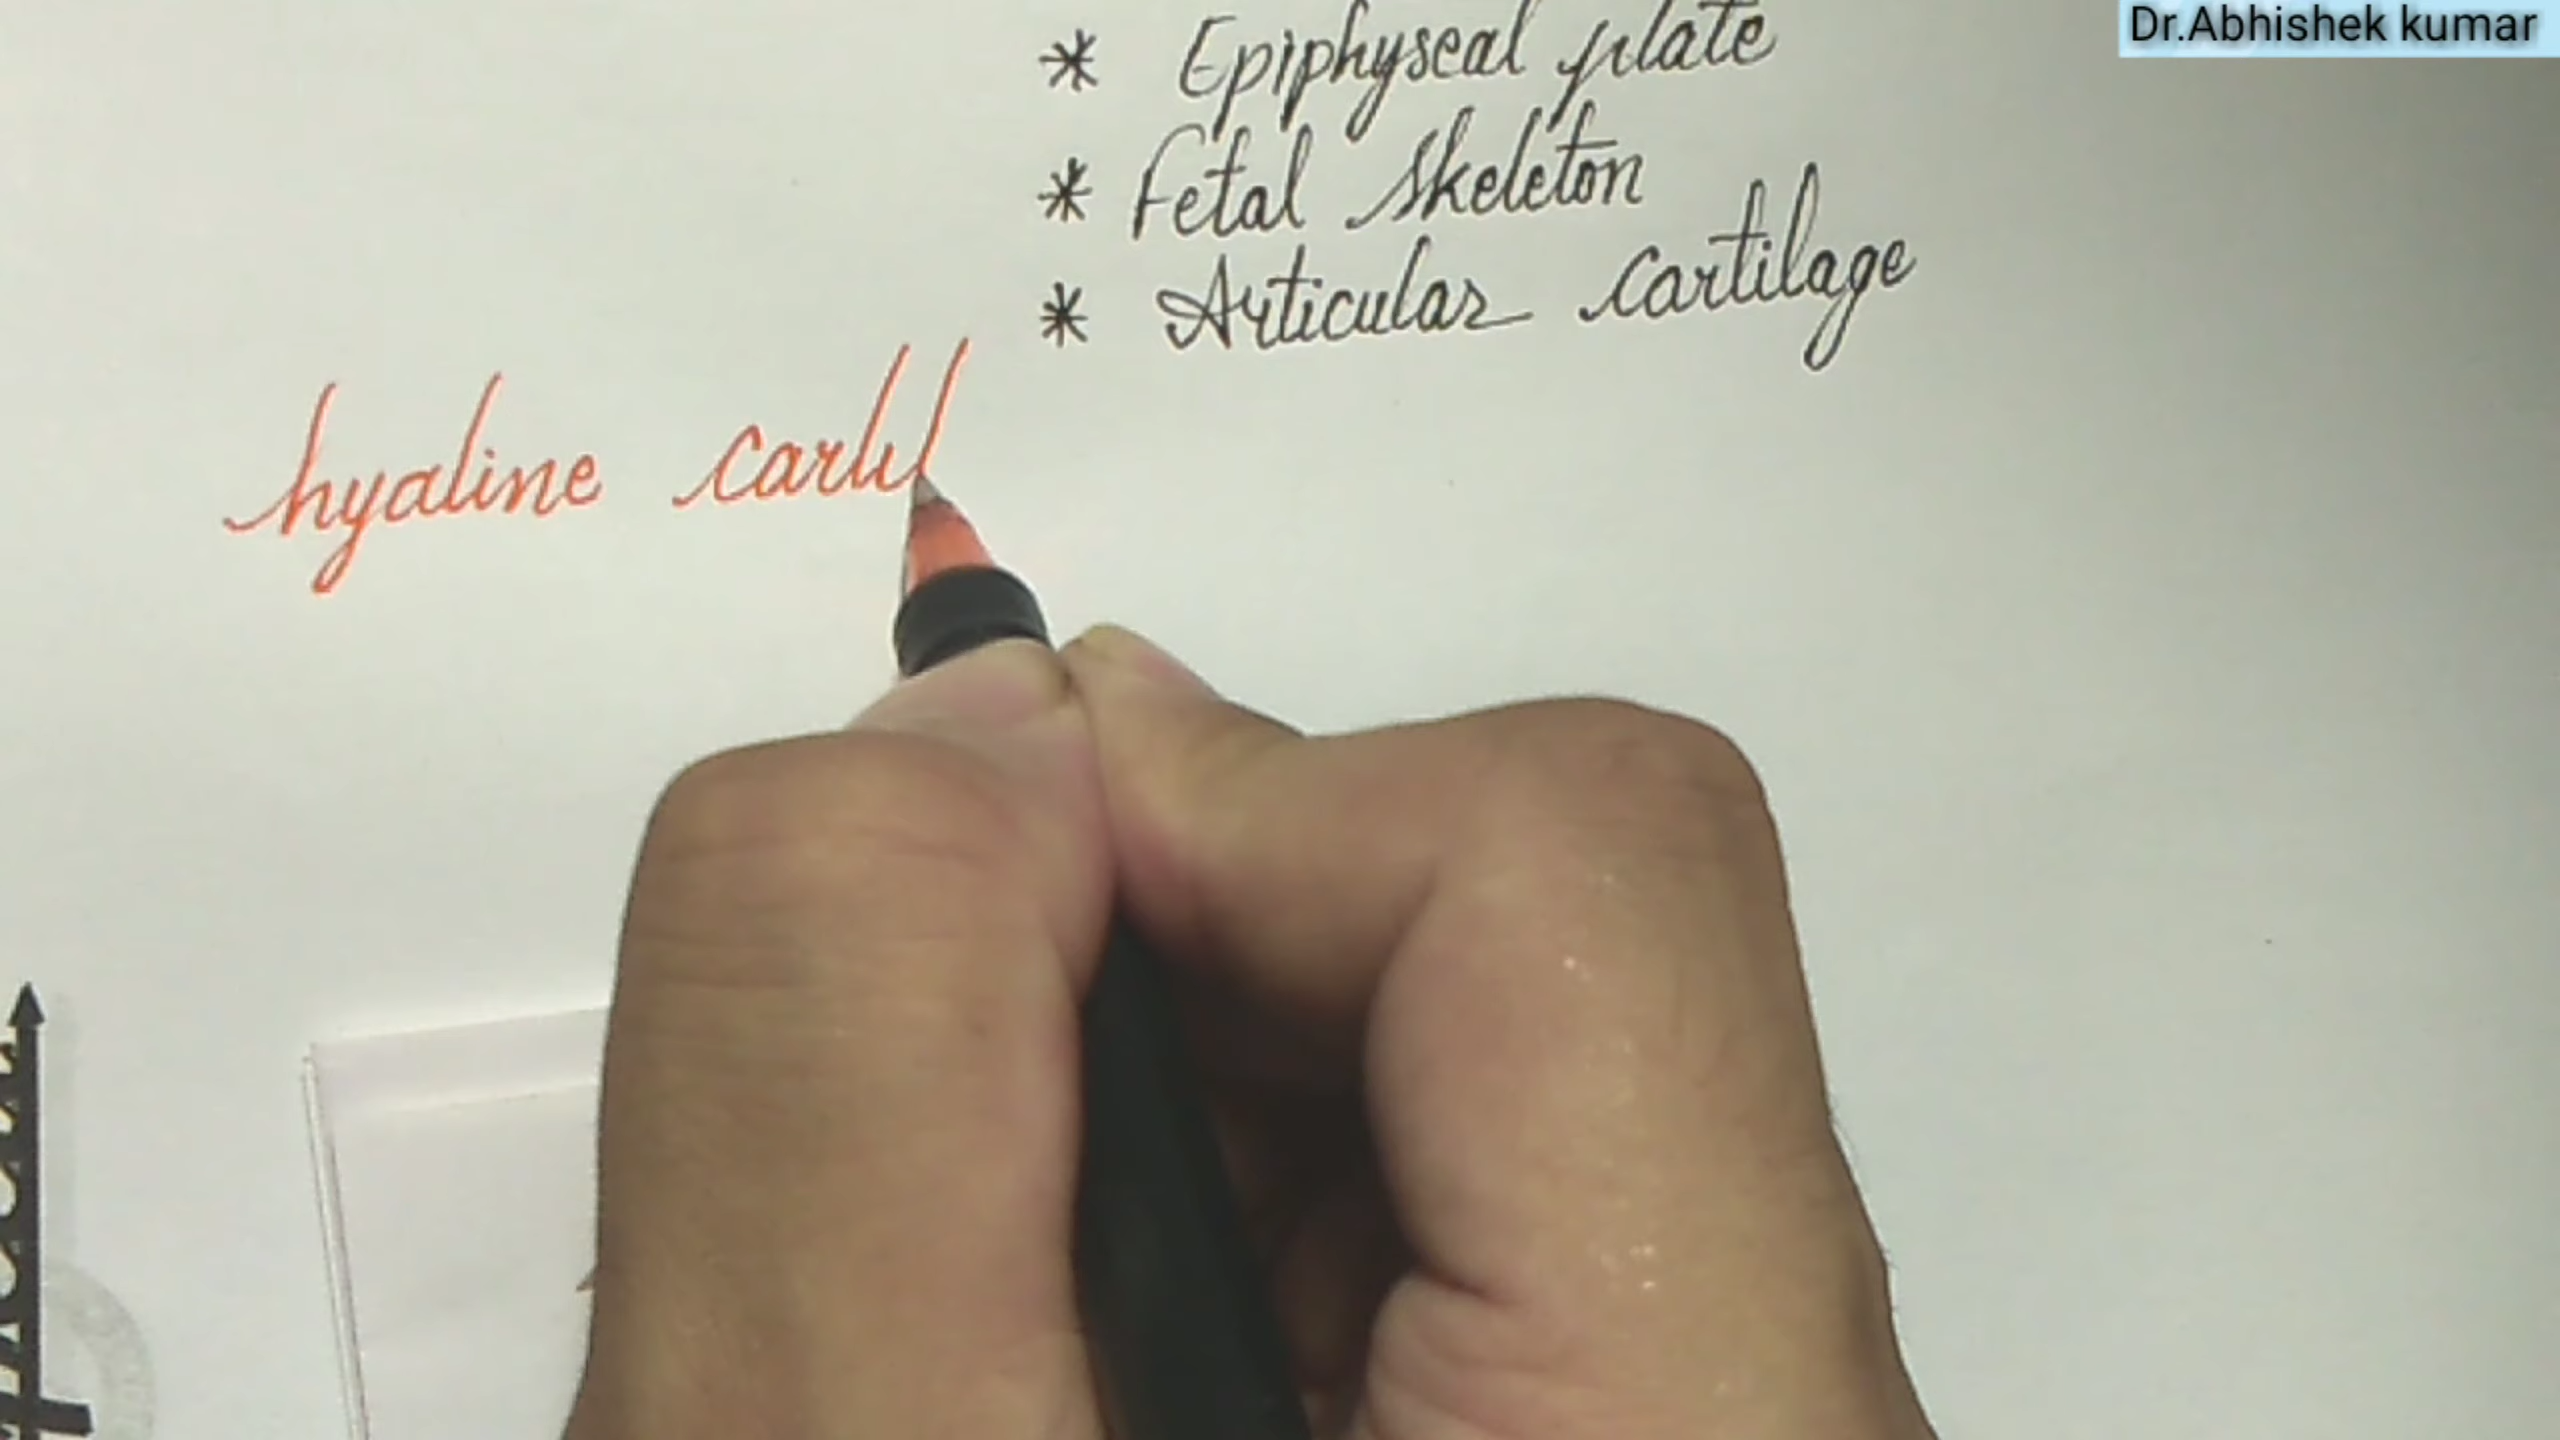 Dr.Abhishek kumar
* Epiphyseal plate
* Fetal skeleton
* Articular cartilage
hyaline cartil